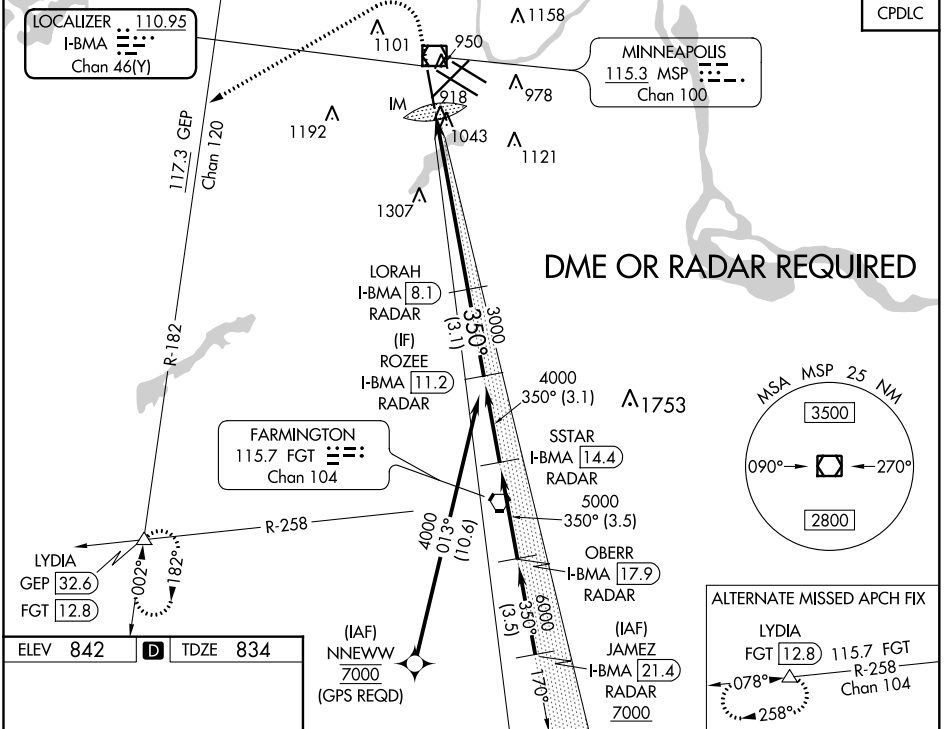 LOCALIZER 110.95
I-BMA
Chan 46(Y)
1101
950
1158
CPDLC
MINNEAPOLIS
115.3 MSP
Chan 100
978
IM
918
1192
1043
1121
117.3 GEP
Chan 120
1307
DME OR RADAR REQUIRED
LORAH
I-BMA 8.1
RADAR
350°
(3.1)
3000
(IF)
ROZEE
I-BMA 11.2
RADAR
R-182
4000
350° (3.1)
1753
MSA MSP 25 NM
3500
090°
270°
2800
FARMINGTON
115.7 FGT
Chan 104
SSTAR
I-BMA 14.4
RADAR
5000
350° (3.5)
R-258
4000
013°
(10.6)
OBERR
I-BMA 17.9
RADAR
LYDIA
GEP 32.6
FGT 12.8
002°
182°
6000
350°
(3.5)
(IAF)
JAMEZ
I-BMA 21.4
RADAR
7000
170°
(IAF)
NNEWW
7000
(GPS REQD)
ALTERNATE MISSED APCH FIX
LYDIA
FGT 12.8 115.7 FGT
R-258
Chan 104
078°
258°
ELEV 842 D TDZE 834